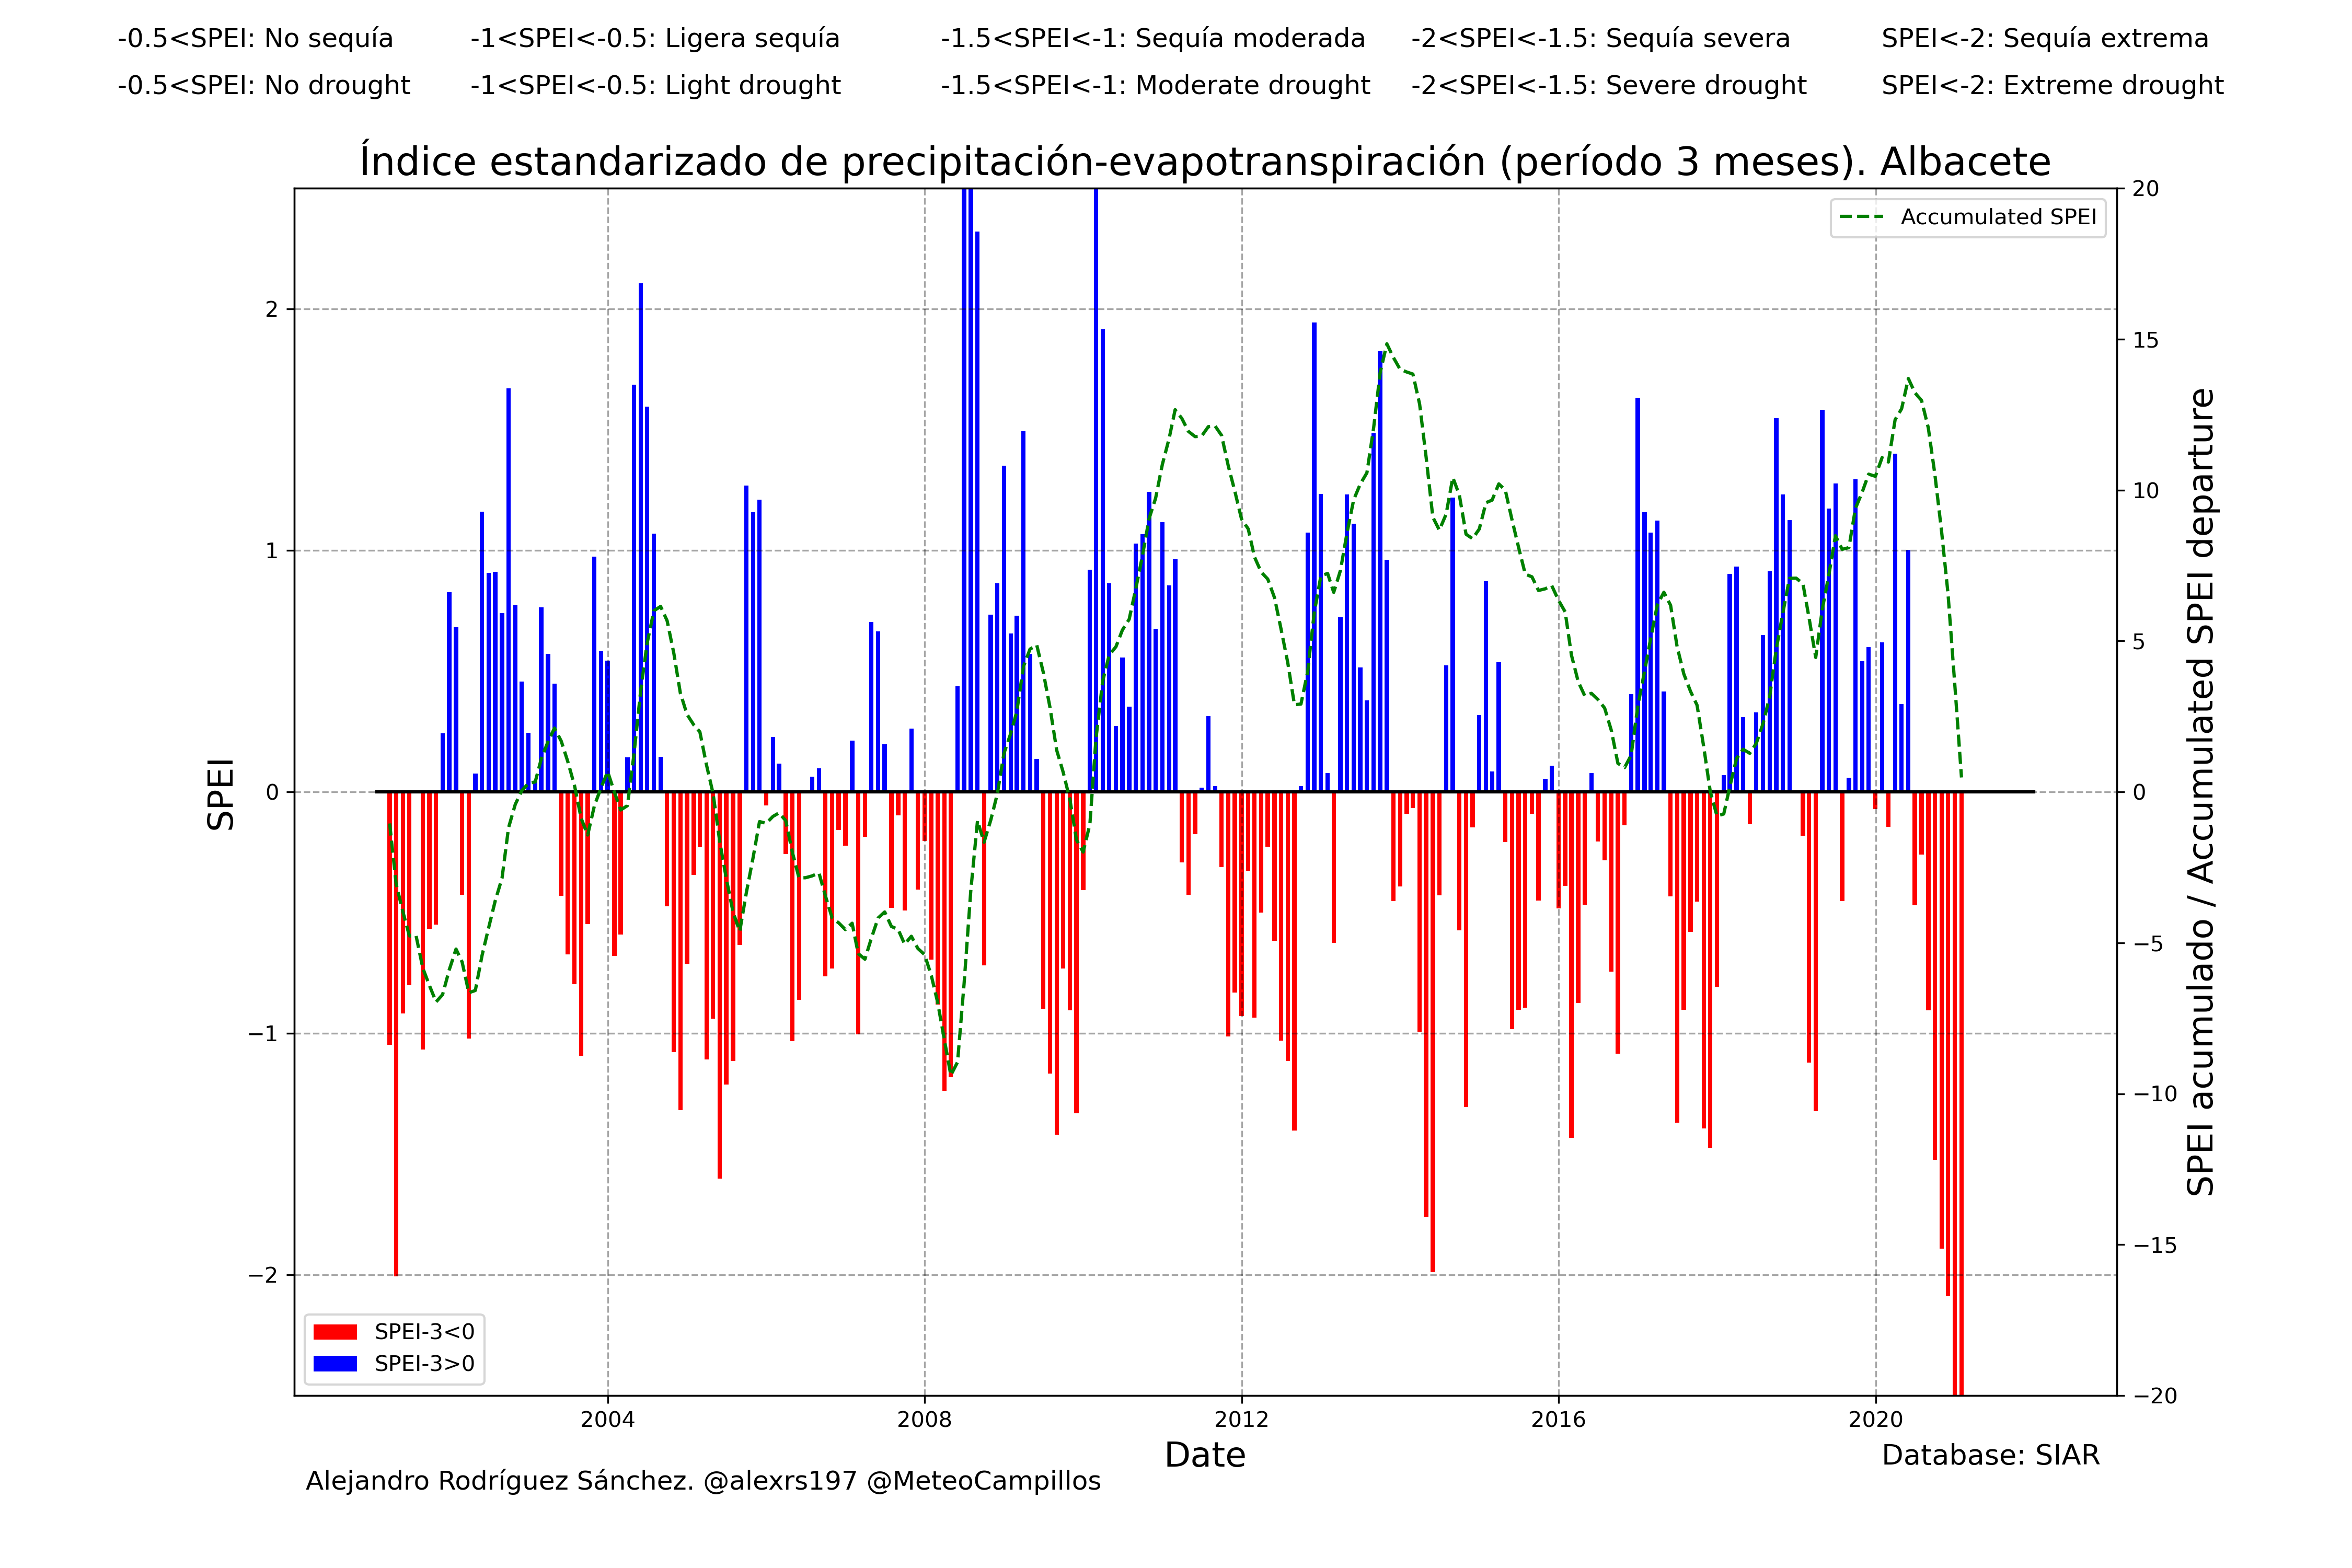 -0.5<SPEI: No sequía -1<SPEI<-0.5: Ligera sequía -1.5<SPEI<-1: Sequía moderada -2<SPEI<-1.5: Sequía severa SPEI<-2: Sequía extrema
-0.5<SPEI: No drought -1<SPEI<-0.5: Light drought -1.5<SPEI<-1: Moderate drought -2<SPEI<-1.5: Severe drought SPEI<-2: Extreme drought
Índice estandarizado de precipitación-evapotranspiración (período 3 meses). Albacete
Accumulated SPEI
2
1
0
−1
−2
SPEI
20
15
10
5
0
−5
−10
−15
−20
SPEI acumulado / Accumulated SPEI departure
SPEI-3<0
SPEI-3>0
2004 2008 2012 2016 2020
Date
Database: SIAR
Alejandro Rodríguez Sánchez. @alexrs197 @MeteoCampillos